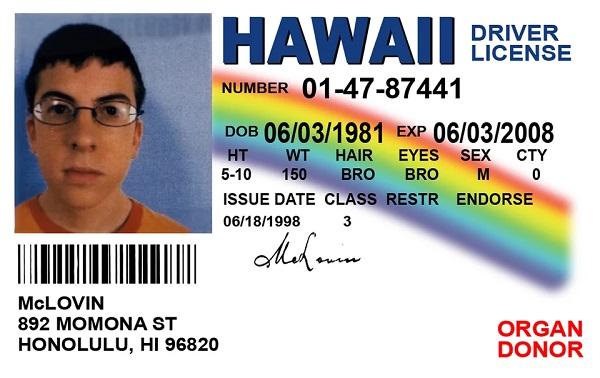 HAWAII DRIVER LICENSE
NUMBER 01-47-87441
DOB 06/03/1981 EXP 06/03/2008
HT WT HAIR EYES SEX CTY
5-10 150 BRO BRO M 0
ISSUE DATE CLASS RESTR ENDORSE
06/18/1998 3
McLovin
McLOVIN
892 MOMONA ST
HONOLULU, HI 96820
ORGAN
DONOR